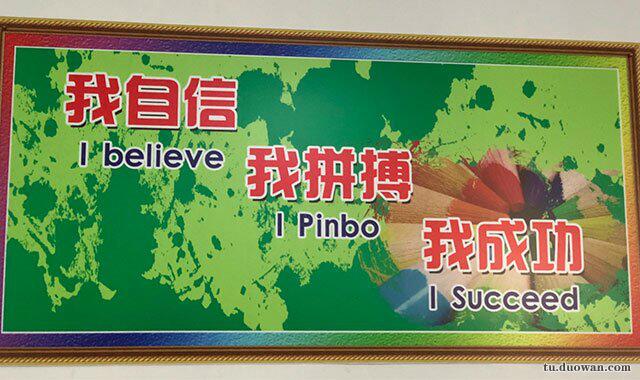 我自信
I believe
我拼搏
I Pinbo
我成功
I Succeed
tu.duowan.com